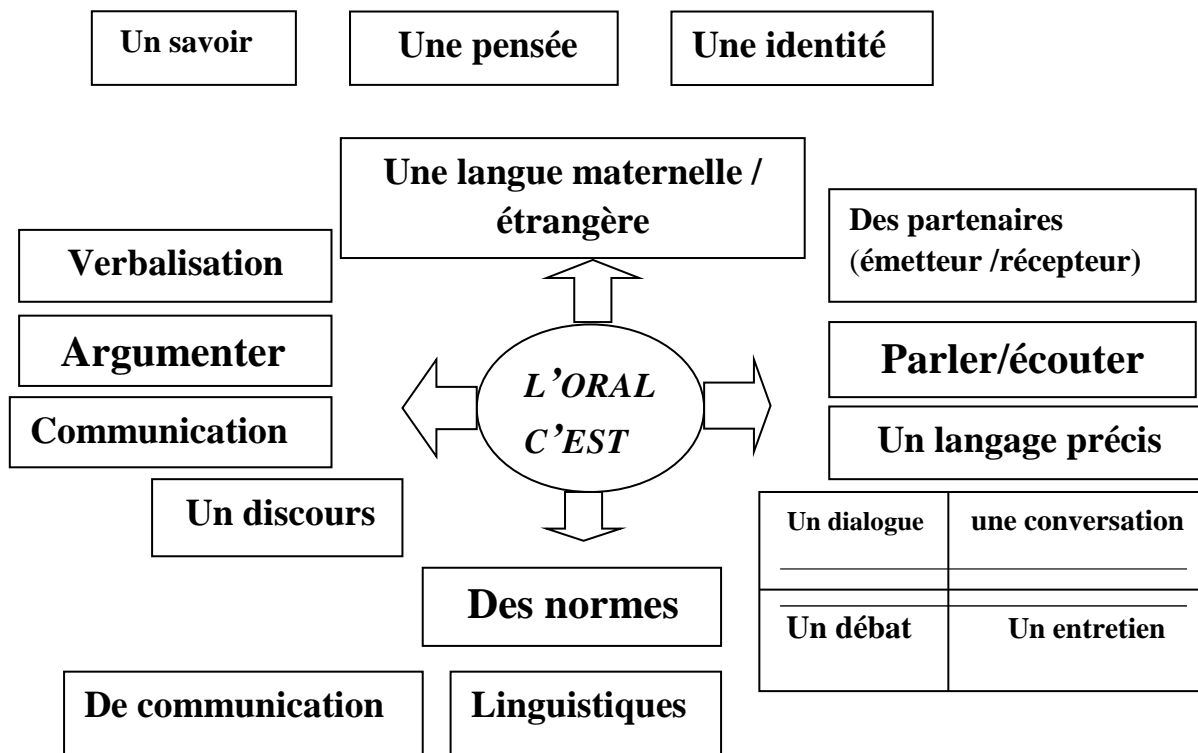 Un savoir
Une pensée
Une identité
Une langue maternelle /
étrangère
Des partenaires
(émetteur /récepteur)
Verbalisation
Argumenter
Parler/écouter
L’ORAL
C’EST
Communication
Un langage précis
Un discours
Un dialogue
une conversation
Des normes
Un débat
Un entretien
De communication
Linguistiques